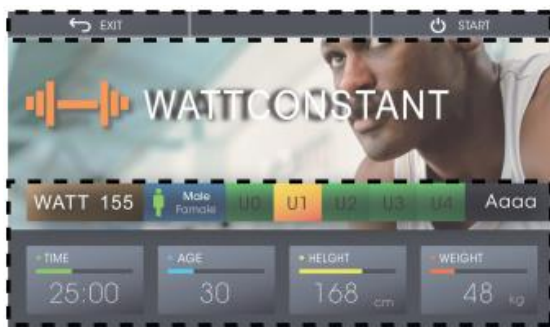 EXIT START
WATTCONSTANT
WATT 155 Male Famale U0 U1 U2 U3 U4 Aaaa
TIME AGE HELGHT WEIGHT
25:00 30 168 cm 48 kg